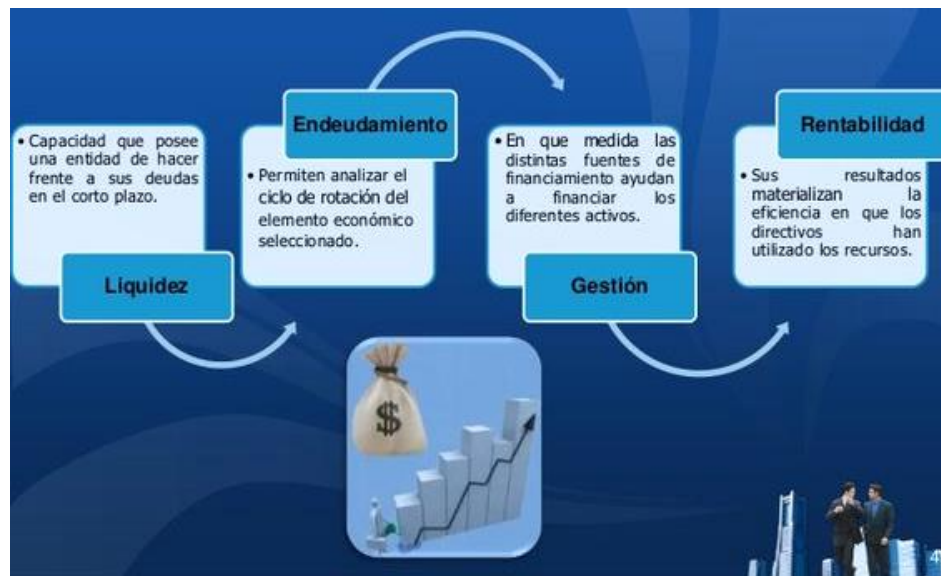 • Capacidad que posee
una entidad de hacer
frente a sus deudas
en el corto plazo.
Liquidez
Endeudamiento
• Permiten analizar el
ciclo de rotación del
elemento económico
seleccionado.
• En que medida las
distintas fuentes de
financiamiento ayudan
a financiar los
diferentes activos.
Gestión
Rentabilidad
• Sus resultados
materializan la
eficiencia en que los
directivos han
utilizado los recursos.
$
4